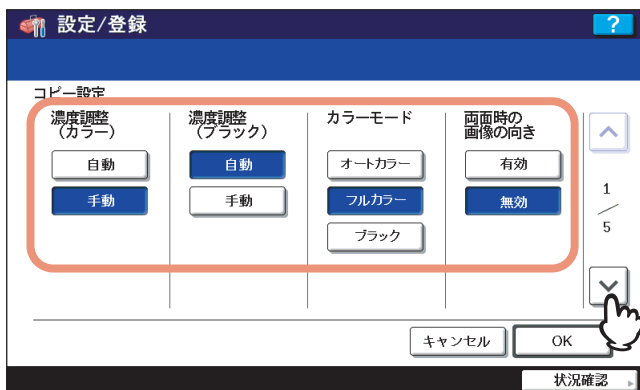 設定/登録
?
コピー設定
濃度調整
(カラー)
自動
手動
濃度調整
(ブラック)
自動
手動
カラーモード
オートカラー
フルカラー
ブラック
両面時の
画像の向き
有効
無効
1
/
5
キャンセル
OK
状況確認